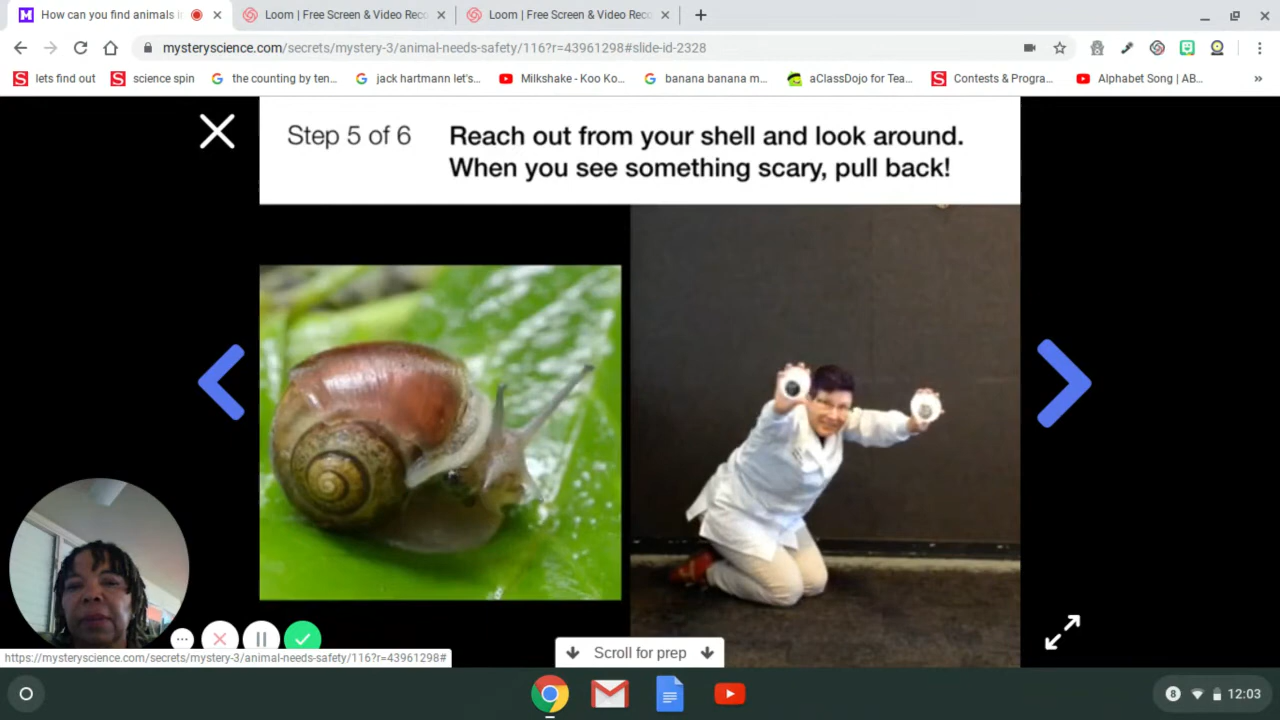 How can you find animals i
Loom | Free Screen & Video Reco
Loom | Free Screen & Video Reco
mysteryscience.com/secrets/mystery-3/animal-needs-safety/116?r=43961298#slide-id-2328
lets find out
science spin
the counting by ten...
jack hartmann let's...
Milkshake - Koo Ko...
banana banana m...
aClassDojo for Tea...
Contests & Progra...
Alphabet Song | AB...
Step 5 of 6
Reach out from your shell and look around.
When you see something scary, pull back!
Scroll for prep
https://mysteryscience.com/secrets/mystery-3/animal-needs-safety/116?r=43961298#
8 12:03